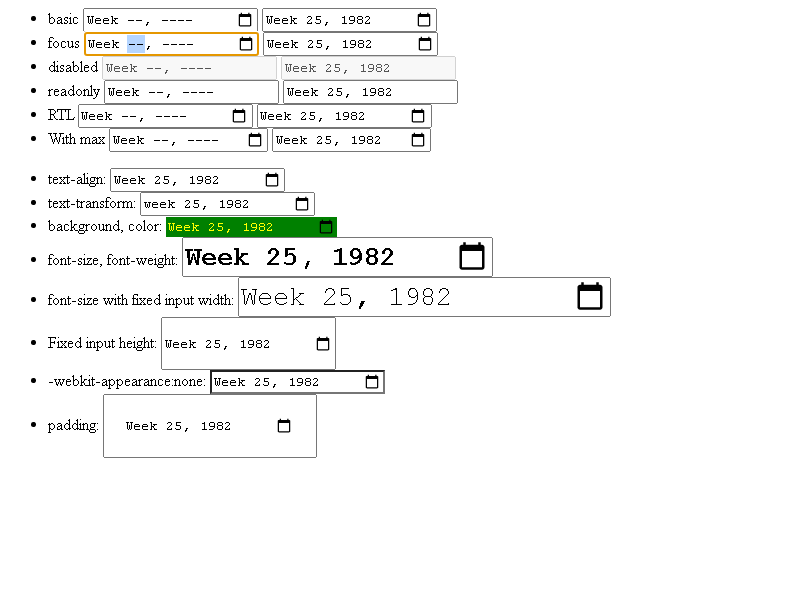 basic Week --, ---- Week 25, 1982
focus Week --, ---- Week 25, 1982
disabled Week --, ---- Week 25, 1982
readonly Week --, ---- Week 25, 1982
RTL Week --, ---- Week 25, 1982
With max Week --, ---- Week 25, 1982
text-align: Week 25, 1982
text-transform: week 25, 1982
background, color: Week 25, 1982
font-size, font-weight: Week 25, 1982
font-size with fixed input width: Week 25, 1982
Fixed input height: Week 25, 1982
-webkit-appearance:none: Week 25, 1982
padding: Week 25, 1982